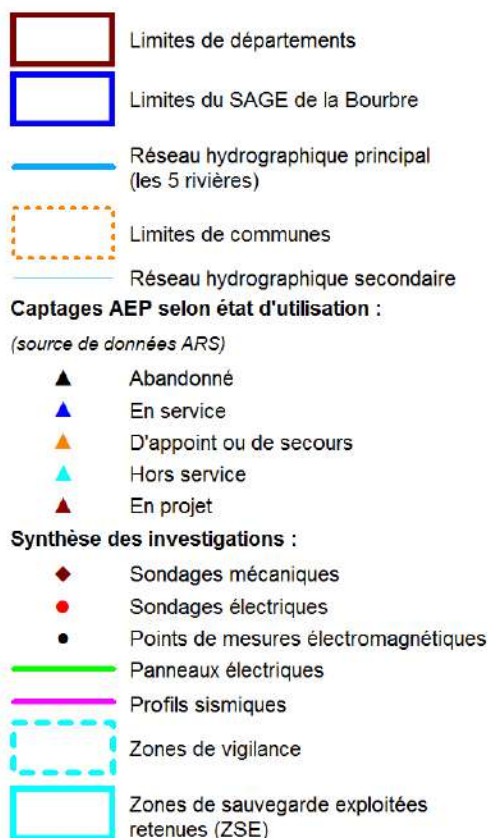 Limites de départements
Limites du SAGE de la Bourbre
Réseau hydrographique principal
(les 5 rivières)
Limites de communes
Réseau hydrographique secondaire
Captages AEP selon état d'utilisation :
(source de données ARS)
Abandonné
En service
D'appoint ou de secours
Hors service
En projet
Synthèse des investigations :
Sondages mécaniques
Sondages électriques
Points de mesures électromagnétiques
Panneaux électriques
Profils sismiques
Zones de vigilance
Zones de sauvegarde exploitées
retenues (ZSE)